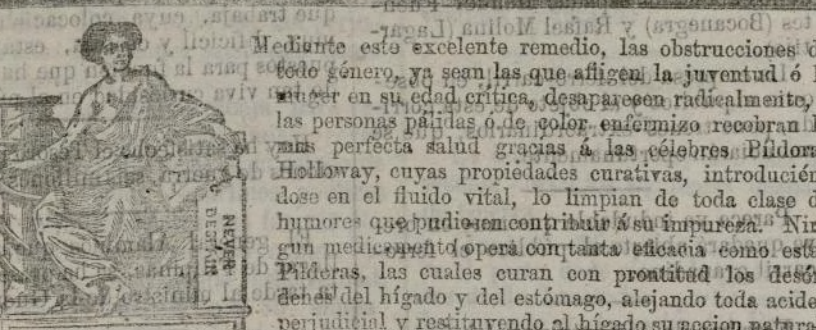 Mediante este excelente remedio, las obstrucciones d
todo género, ya sean las que afligen la juventud ó l
muger en su edad crítica, desaparecen radicalmente,
las personas pálidas ó de color enfermizo recobran l
mas perfecta salud gracias á las célebres Píldora
Holloway, cuyas propiedades curativas, introducién
dose en el fluido vital, lo limpian de toda clase d
humores que pudiesen contribuir á su impureza. Nin
gun medicamento opera con tanta eficacia como esta
Píldoras, las cuales curan con prontitud los desór
denes del hígado y del estómago, alejando toda acide
perjudicial y restituyendo al hígado su accion natura
NEVER
DESPAIR